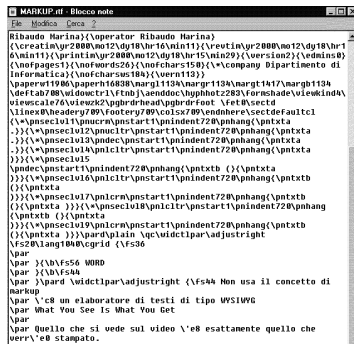 MARKUP.rtf - Blocco note
File Modifica Cerca ?
Ribaudo Marina}{\operator Ribaudo Marina}
{\creatim\yr2000\mo12\dy18\hr16\min11}{\revtim\yr2000\mo12\dy18\hr1
6\min11}{\printim\yr2000\mo12\dy18\hr15\min29}{\version2}{\edmins0}
{\nofpages1}{\nofwords26}{\nofchars150}{\*\company Dipartimento di
Informatica}{\nofcharsws184}{\vern113}}
\paperw11906\paperh16838\margl1134\margr1134\margt1417\margb1134
\deftab708\widowctrl\ftnbj\aenddoc\hyphhotz283\formshade\viewkind4\
viewscale76\viewzk2\pgbrdrhead\pgbrdrfoot \fet0\sectd
\linex0\headery709\footery709\colsx709\endnhere\sectdefaultcl
{\*\pnseclvl1\pnucrm\pnstart1\pnindent720\pnhang{\pntxta
.}}{\*\pnseclvl2\pnucltr\pnstart1\pnindent720\pnhang{\pntxta
.}}{\*\pnseclvl3\pndec\pnstart1\pnindent720\pnhang{\pntxta
.}}{\*\pnseclvl4\pnlcltr\pnstart1\pnindent720\pnhang{\pntxta
)}}{\*\pnseclvl5
\pndec\pnstart1\pnindent720\pnhang{\pntxtb (}{\pntxta
)}}{\*\pnseclvl6\pnlcltr\pnstart1\pnindent720\pnhang{\pntxtb
(}{\pntxta
)}}{\*\pnseclvl7\pnlcrm\pnstart1\pnindent720\pnhang{\pntxtb
(}{\pntxta )}}{\*\pnseclvl8\pnlcltr\pnstart1\pnindent720\pnhang
{\pntxtb (}{\pntxta
)}}{\*\pnseclvl9\pnlcrm\pnstart1\pnindent720\pnhang{\pntxtb
(}{\pntxta )}}\pard\plain \qc\widctlpar\adjustright
\fs20\lang1040\cgrid {\fs36
\par
\par }{\b\fs56 WORD
\par }{\b\fs44
\par }\pard \widctlpar\adjustright {\fs44 Non usa il concetto di
markup
\par \'c8 un elaboratore di testi di tipo WYSIWYG
\par What You See Is What You Get
\par
\par Quello che si vede sul video \'e8 esattamente quello che
verr\'e0 stampato.